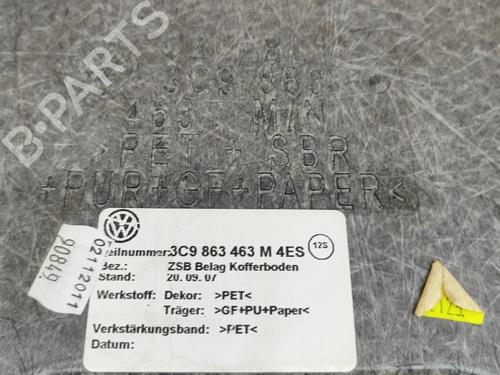 3C9 863
463 M/N
>PET + SBR
+PUR+GF+PAPER<
eilnummer: 3C9 863 463 M 4ES
12S
Bez.: ZSB Belag Kofferboden
Stand: 20. 09. 07
Werkstoff: Dekor: >PET<
Träger: >GF+PU+Paper<
Verkstärkungsband: >PET<
Datum:
02112011
90849
B-PARTS